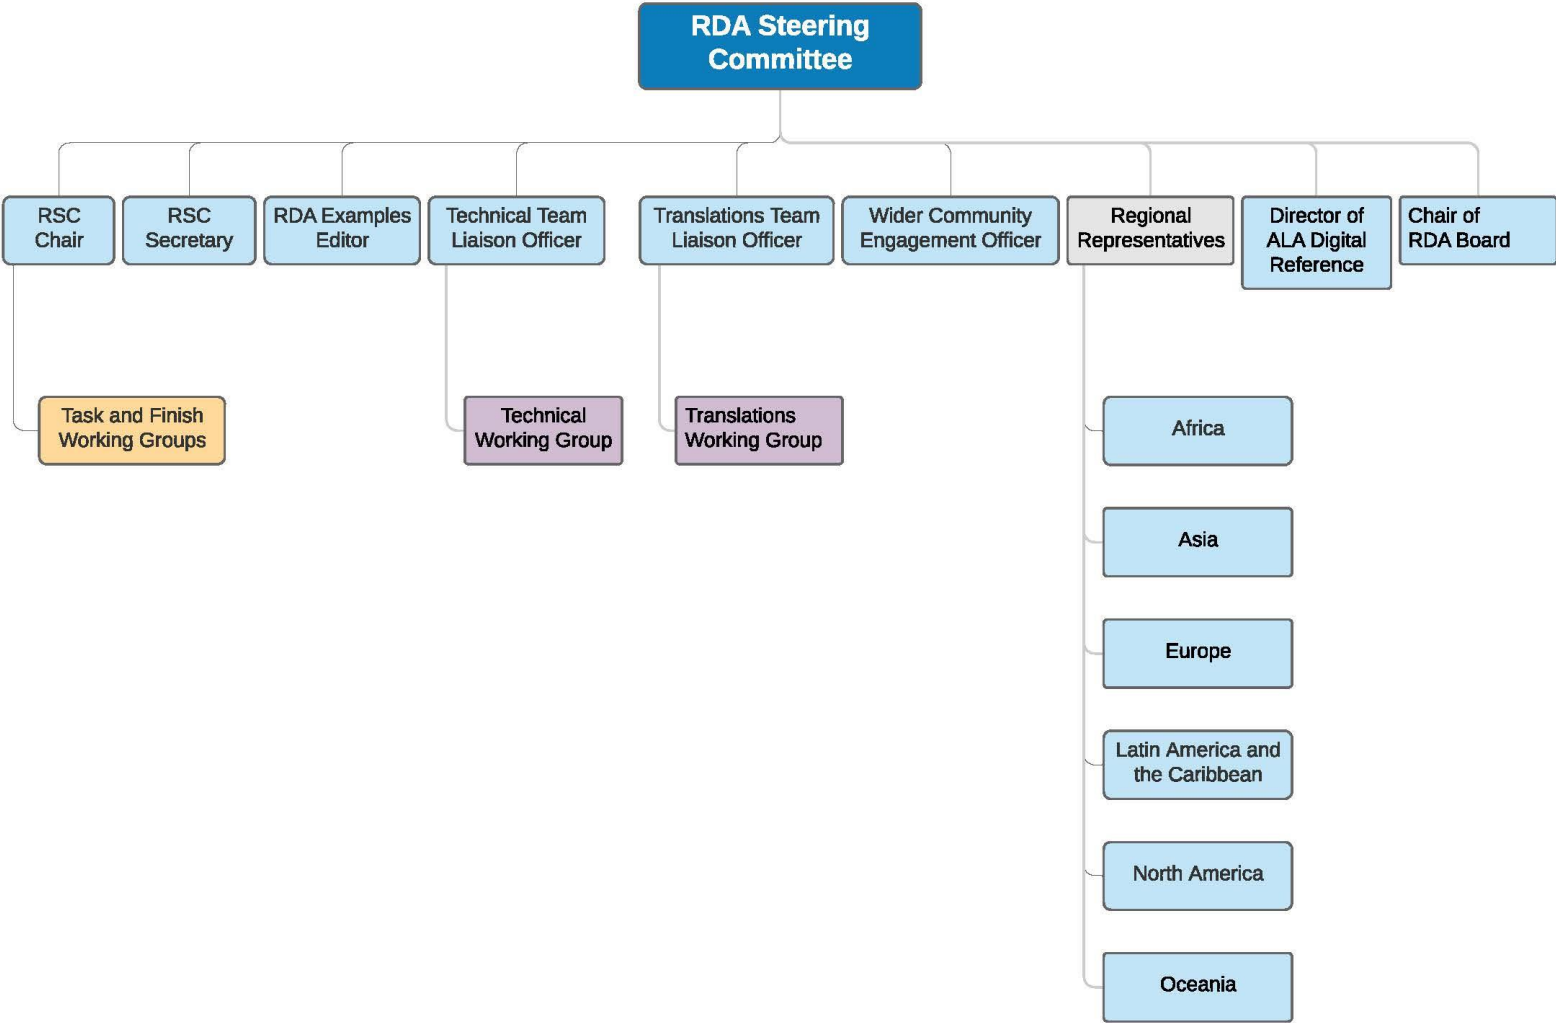 RDA Steering
Committee
RSC
Chair
RSC
Secretary
RDA Examples
Editor
Technical Team
Liaison Officer
Translations Team
Liaison Officer
Wider Community
Engagement Officer
Regional
Representatives
Director of
ALA Digital
Reference
Chair of
RDA Board
Task and Finish
Working Groups
Technical
Working Group
Translations
Working Group
Africa
Asia
Europe
Latin America and
the Caribbean
North America
Oceania